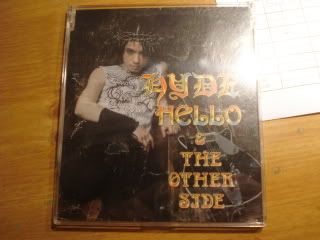 HYDE
HELLO
& THE
OTHER
SIDE